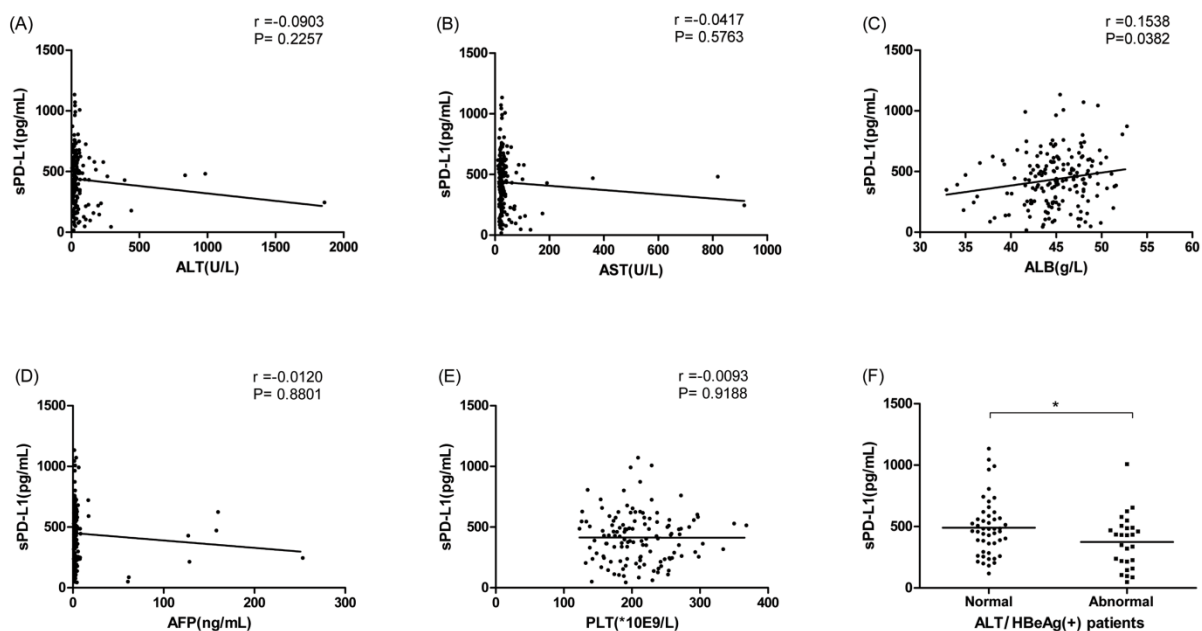 (A)
r =-0.0903
P= 0.2257
1500
1000
500
0
sPD-L1(pg/mL)
0
500
1000
1500
2000
ALT(U/L)
(B)
r =-0.0417
P= 0.5763
1500
1000
500
0
sPD-L1(pg/mL)
0
200
400
600
800
1000
AST(U/L)
(C)
r=0.1538
P=0.0382
1500
1000
500
0
sPD-L1(pg/mL)
30
35
40
45
50
55
60
ALB(g/L)
(D)
r =-0.0120
P= 0.8801
1500
1000
500
0
sPD-L1(pg/mL)
0
100
200
300
AFP(ng/mL)
(E)
r =-0.0093
P= 0.9188
1500
1000
500
0
sPD-L1(pg/mL)
0
100
200
300
400
PLT(*10E9/L)
(F)
*
1500
1000
500
0
sPD-L1(pg/mL)
Normal
Abnormal
ALT/ HBeAg(+) patients